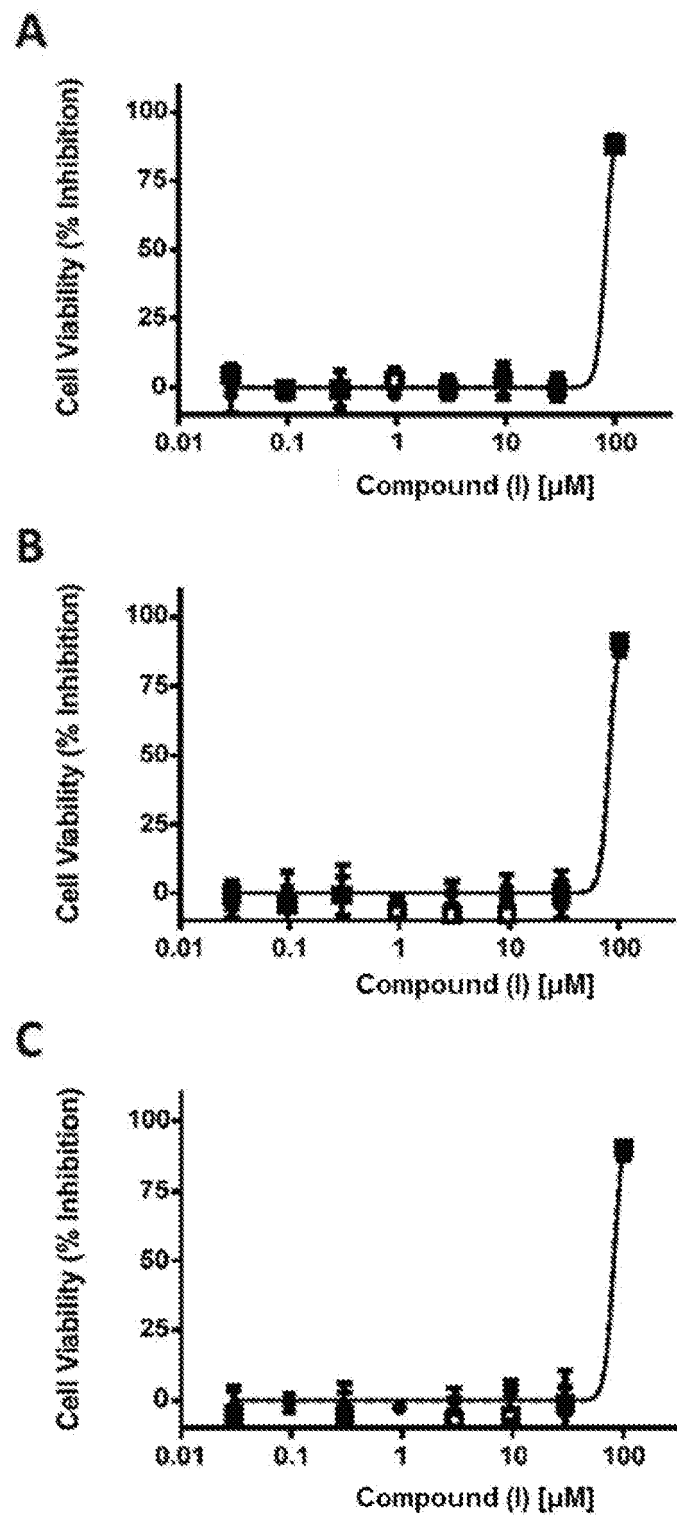 A
Cell Viability (% Inhibition)
100
75
50
25
0
0.01 0.1 1 10 100
Compound (I) [µM]
B
Cell Viability (% Inhibition)
100
75
50
25
0
0.01 0.1 1 10 100
Compound (I) [µM]
C
Cell Viability (% Inhibition)
100
75
50
25
0
0.01 0.1 1 10 100
Compound (I) [µM]